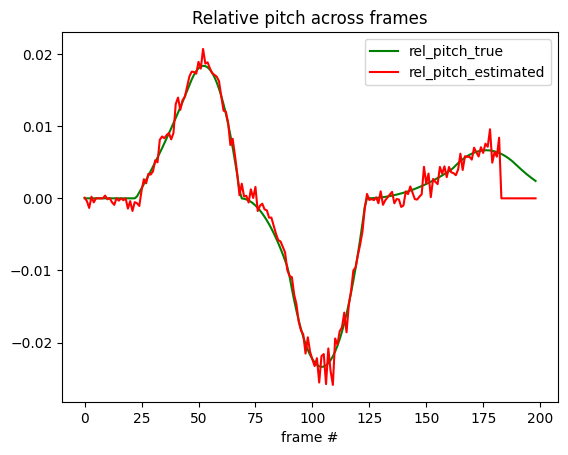 Relative pitch across frames
rel_pitch_true
rel_pitch_estimated
0.02
0.01
0.00
−0.01
−0.02
0 25 50 75 100 125 150 175 200
frame #